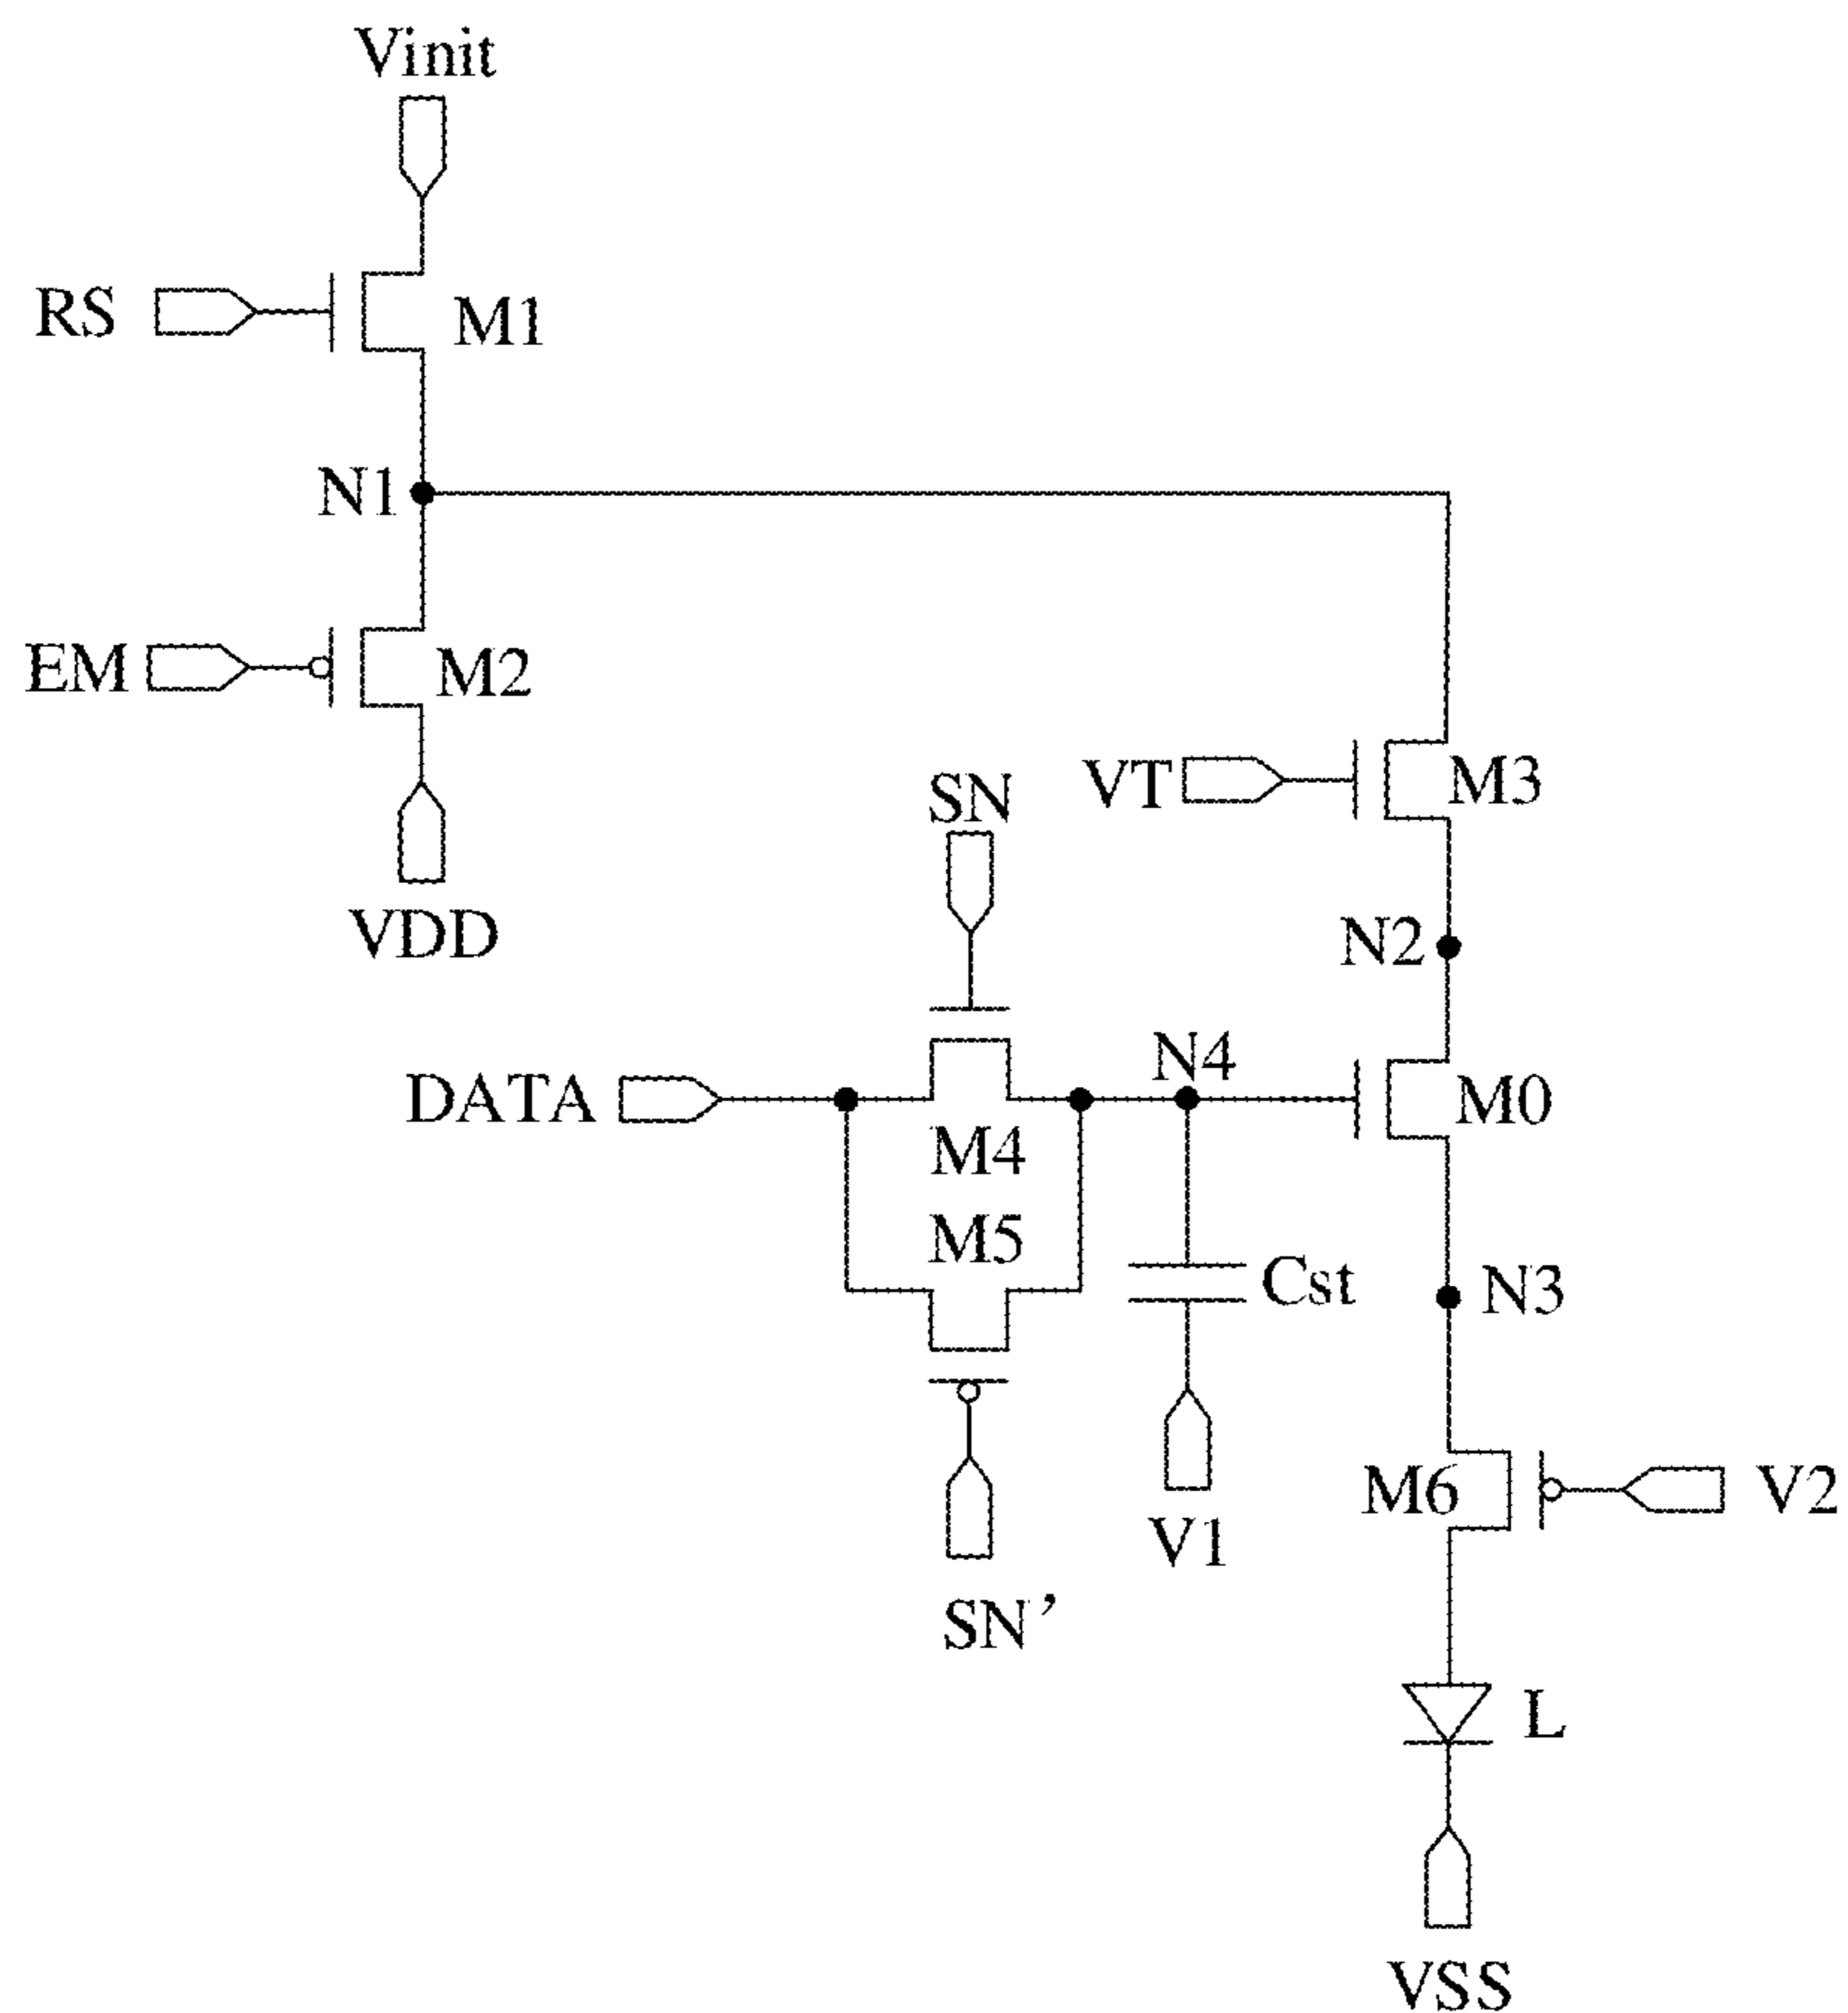 Vinit
RS
M1
N1
EM
M2
VDD
SN
VT
M3
N2
DATA
N4
M0
M4
M5
Cst
N3
M6
V2
V1
SN’
L
VSS